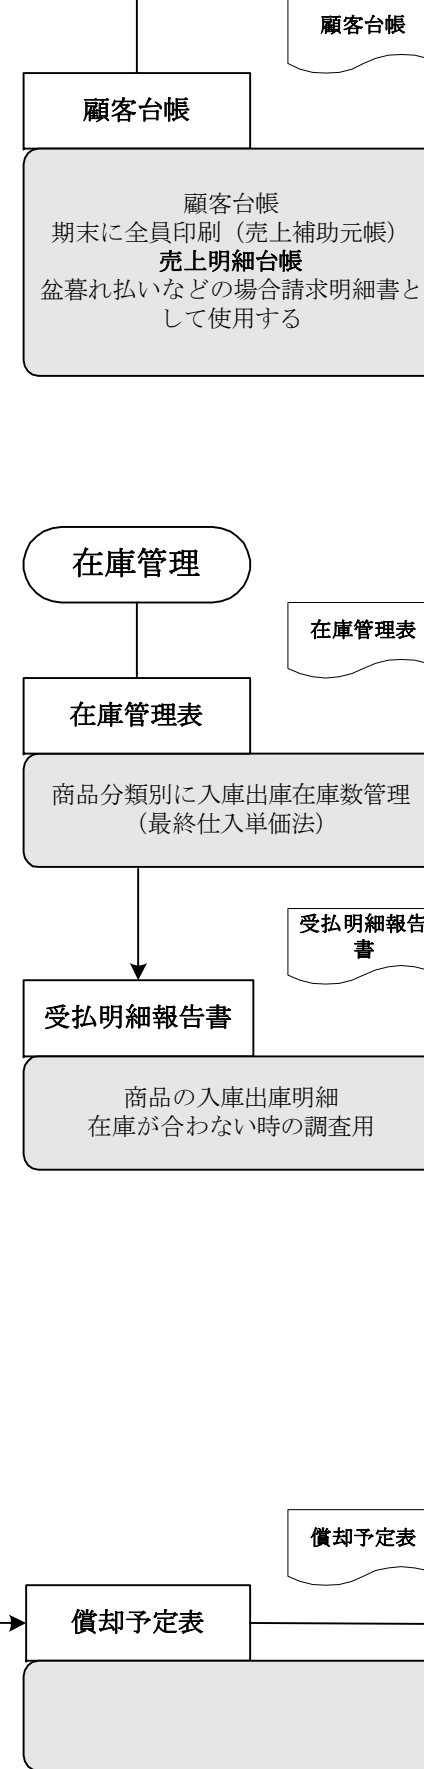 顧客台帳
顧客台帳
顧客台帳
期末に全員印刷（売上補助元帳）
売上明細台帳
盆暮れ払いなどの場合請求明細書と
して使用する
在庫管理
在庫管理表
在庫管理表
商品分類別に入庫出庫在庫数管理
（最終仕入単価法）
受払明細報告
書
受払明細報告書
商品の入庫出庫明細
在庫が合わない時の調査用
償却予定表
償却予定表